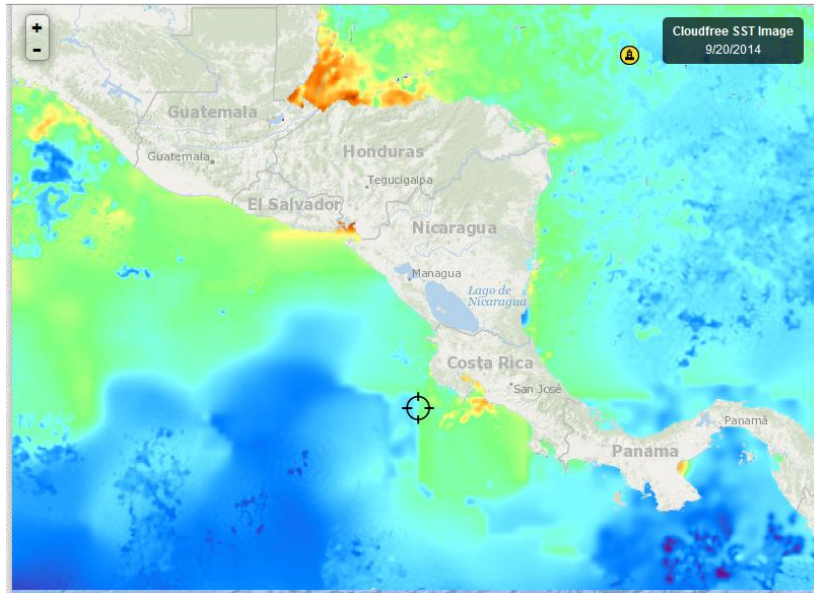 +
-
Cloudfree SST Image
9/20/2014
Guatemala
Guatemala
Honduras
Tegucigalpa
El Salvador
Nicaragua
Managua
Lago de
Nicaragua
Costa Rica
San José
Panama
Panamá